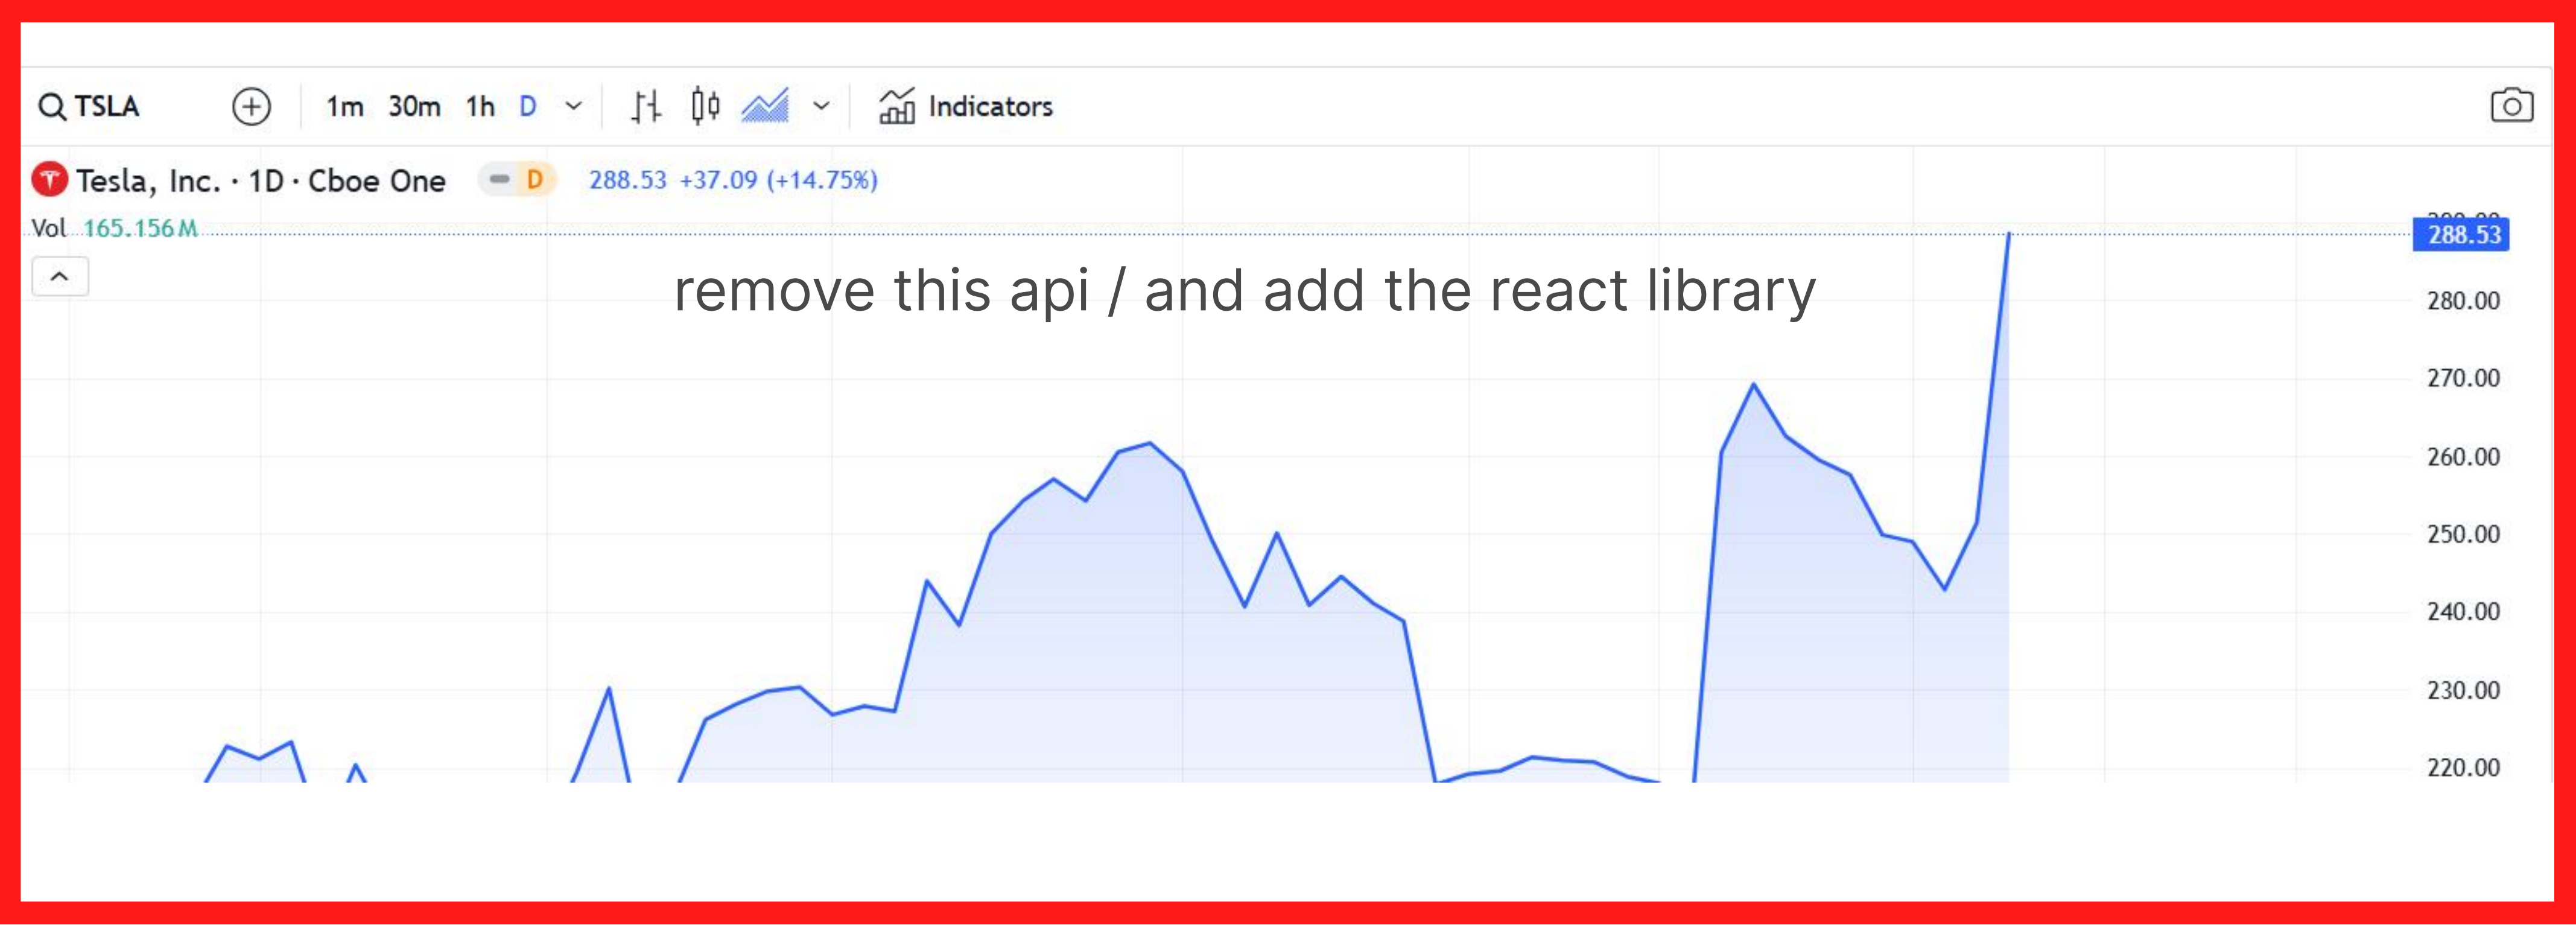 TSLA 1m 30m 1h D Indicators
Tesla, Inc. · 1D · Cboe One D 288.53 +37.09 (+14.75%)
Vol 165.156M
288.53
remove this api / and add the react library
280.00
270.00
260.00
250.00
240.00
230.00
220.00